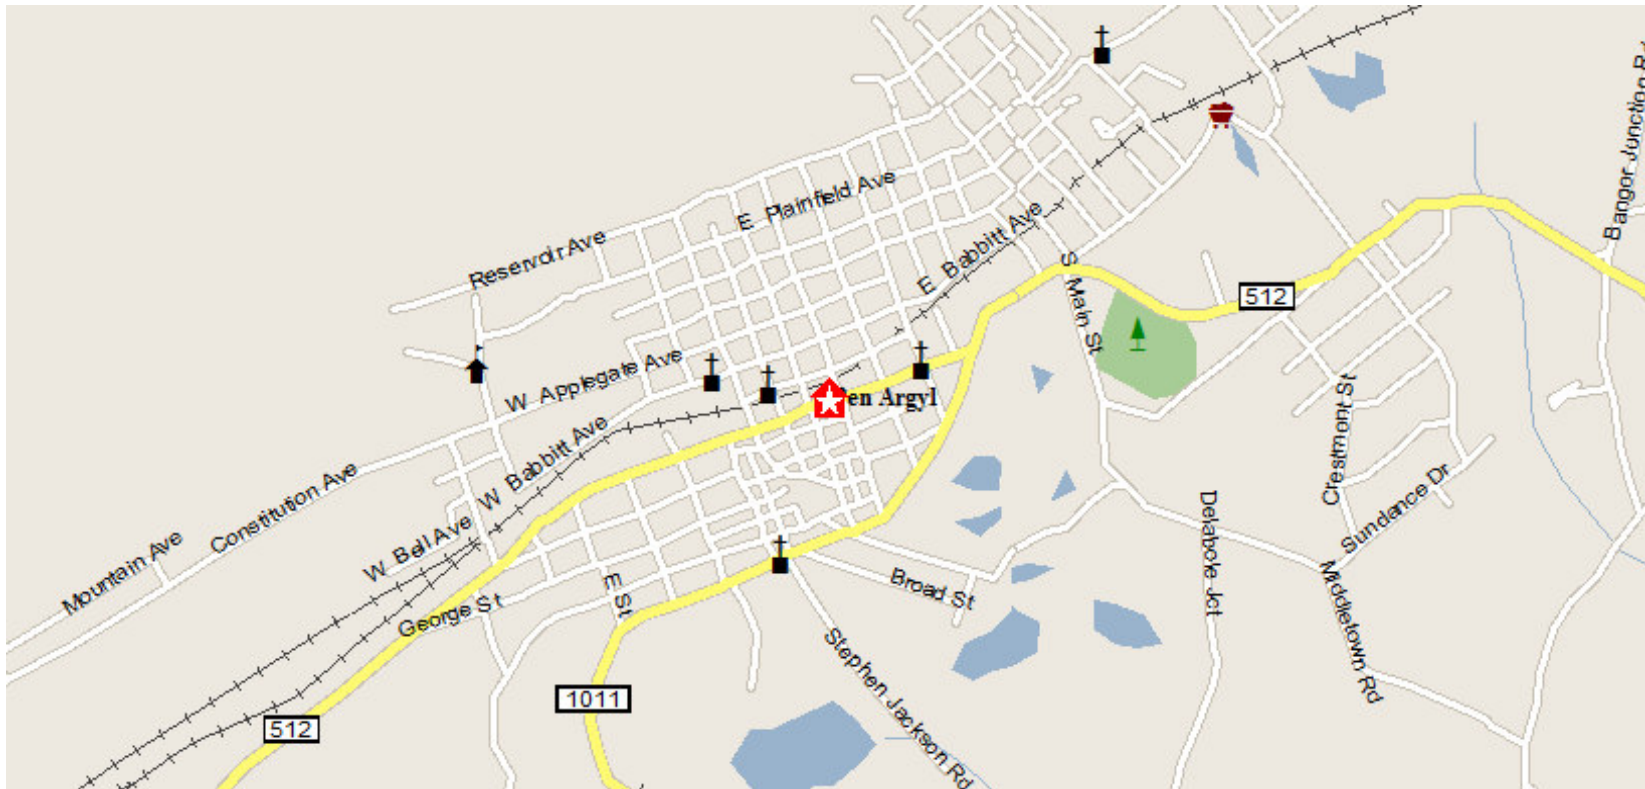 Bangor Junction Rd
E Plainfield Ave
Reservoir Ave
E Babbitt Ave
S Main St
512
W Applegate Ave
en Argyl
Crestmont St
W Babbitt Ave
Constitution Ave
Sundance Dr
Delabole Jct
W Bell Ave
Mountain Ave
Broad St
E St
George St
Middletown Rd
Stephen Jackson Rd
1011
512